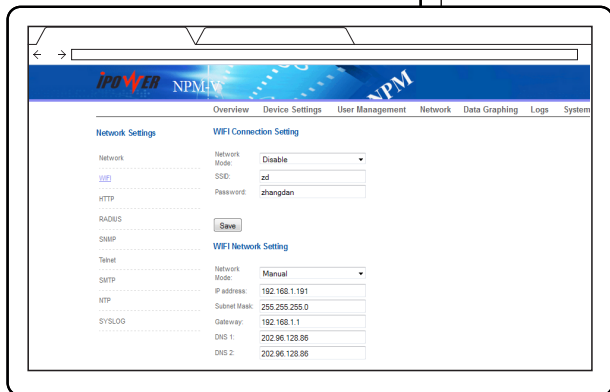 iPOWER NPM-V NPM
Overview Device Settings User Management Network Data Graphing Logs System
Network Settings
Network
WIFI
HTTP
RADIUS
SNMP
Telnet
SMTP
NTP
SYSLOG
WIFI Connection Setting
Network Mode: Disable
SSID: zd
Password: zhangdan
Save
WIFI Network Setting
Network Mode: Manual
IP address: 192.168.1.191
Subnet Mask: 255.255.255.0
Gateway: 192.168.1.1
DNS 1: 202.96.128.86
DNS 2: 202.96.128.86